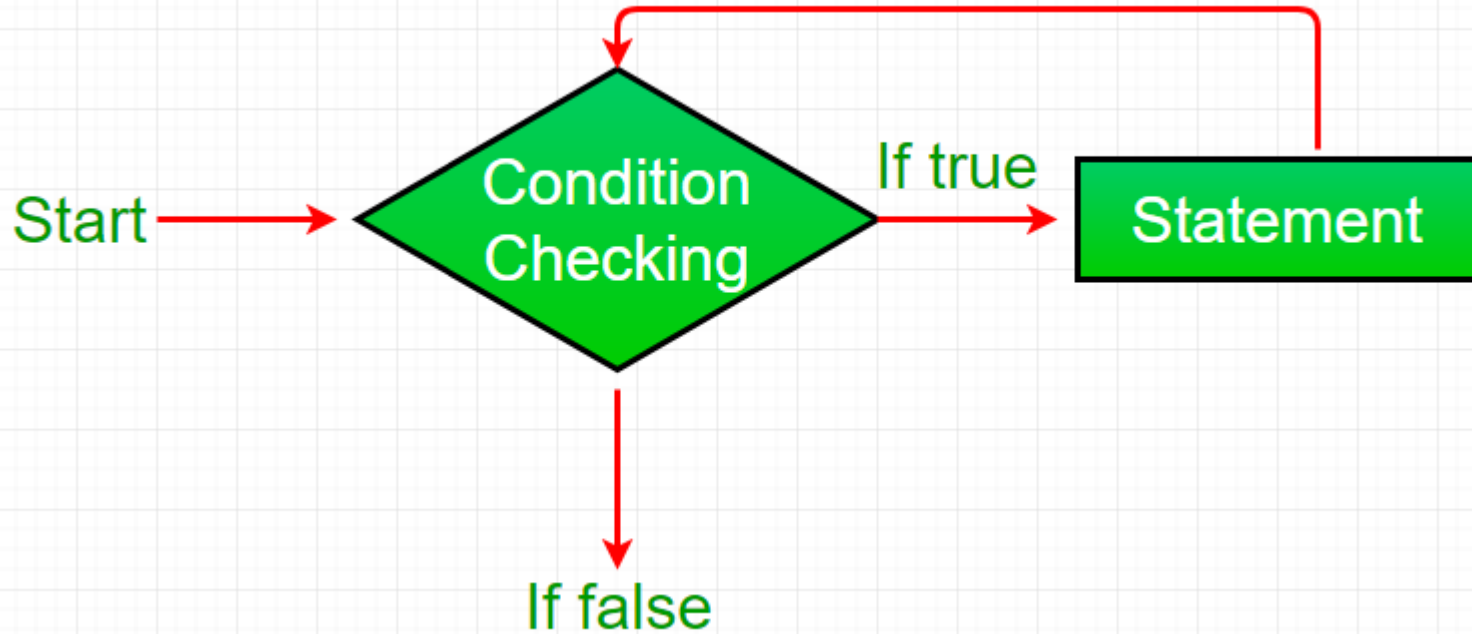 Start
Condition
Checking
If true
Statement
If false